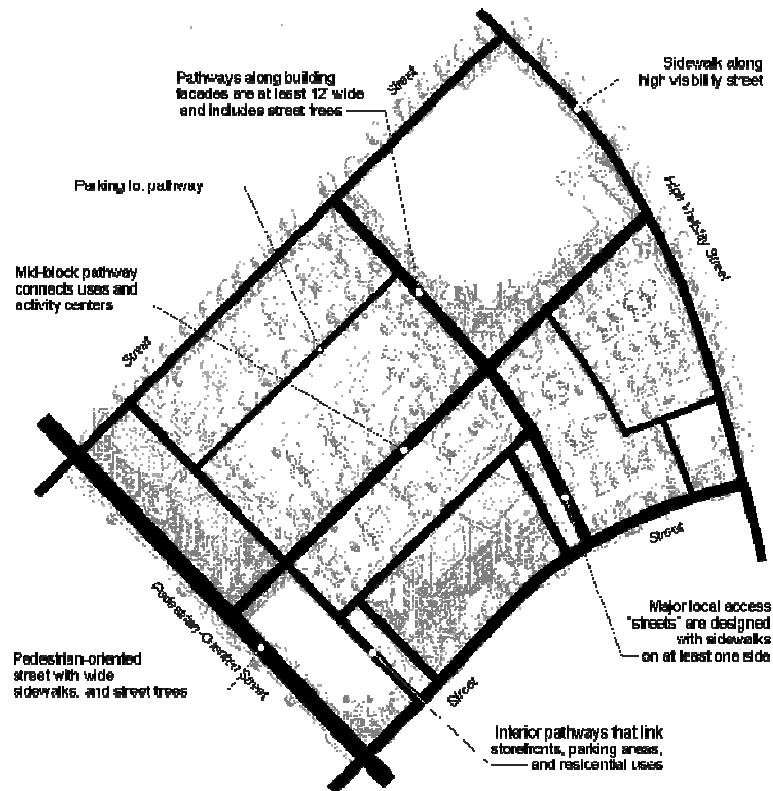 Street
Pathways along building
facades are at least 12' wide
and includes street trees
Sidewalk along
high visibility street
Parking lot pathway
High Visibility Street
Mid-block pathway
connects uses and
activity centers
Street
Street
Pedestrian-Oriented Street
Major local access
"streets" are designed
with sidewalks
on at least one side
Pedestrian-oriented
street with wide
sidewalks, and street trees
Street
Interior pathways that link
storefronts, parking areas,
and residential uses